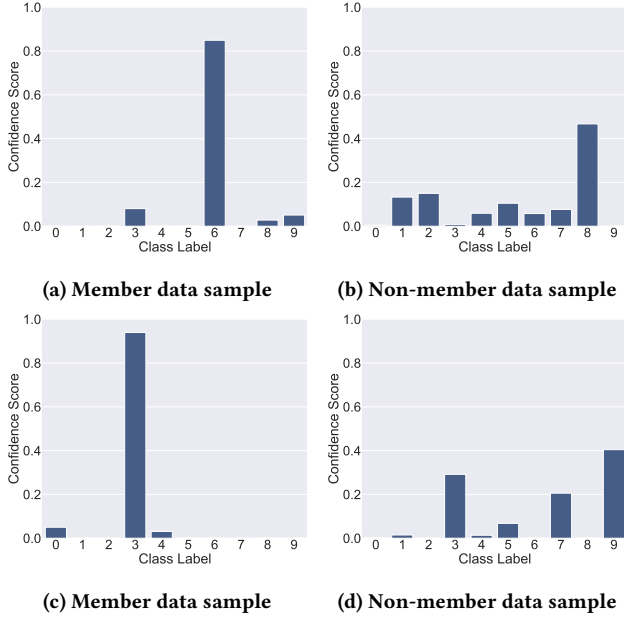 1.0
0.8
0.6
0.4
0.2
0.0
Confidence Score
0 1 2 3 4 5 6 7 8 9
Class Label
(a) Member data sample
1.0
0.8
0.6
0.4
0.2
0.0
Confidence Score
0 1 2 3 4 5 6 7 8 9
Class Label
(b) Non-member data sample
1.0
0.8
0.6
0.4
0.2
0.0
Confidence Score
0 1 2 3 4 5 6 7 8 9
Class Label
(c) Member data sample
1.0
0.8
0.6
0.4
0.2
0.0
Confidence Score
0 1 2 3 4 5 6 7 8 9
Class Label
(d) Non-member data sample